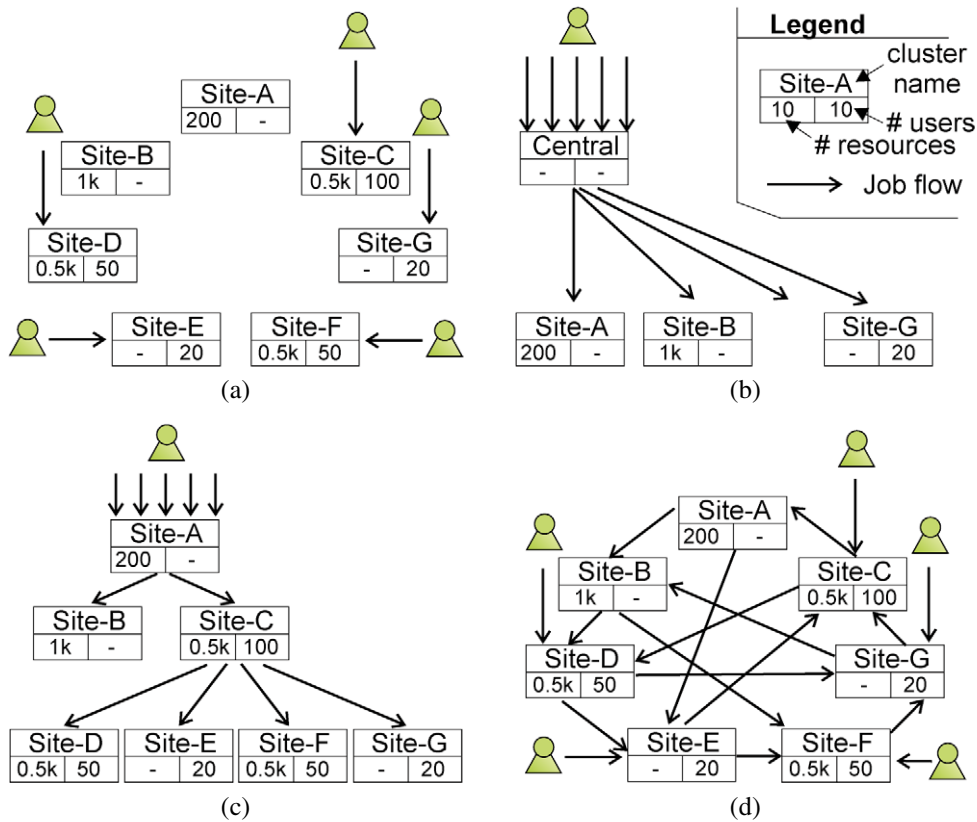 Site-A
200 -
Site-B
1k -
Site-C
0.5k 100
Site-D
0.5k 50
Site-G
- 20
Site-E
- 20
Site-F
0.5k 50
(a)
Central
- -
Site-A
200 -
Site-B
1k -
Site-G
- 20
(b)
Legend
Site-A
10 10
cluster
name
# users
# resources
Job flow
Site-A
200 -
Site-B
1k -
Site-C
0.5k 100
Site-D
0.5k 50
Site-E
- 20
Site-F
0.5k 50
Site-G
- 20
(c)
Site-A
200 -
Site-B
1k -
Site-C
0.5k 100
Site-D
0.5k 50
Site-G
- 20
Site-E
- 20
Site-F
0.5k 50
(d)